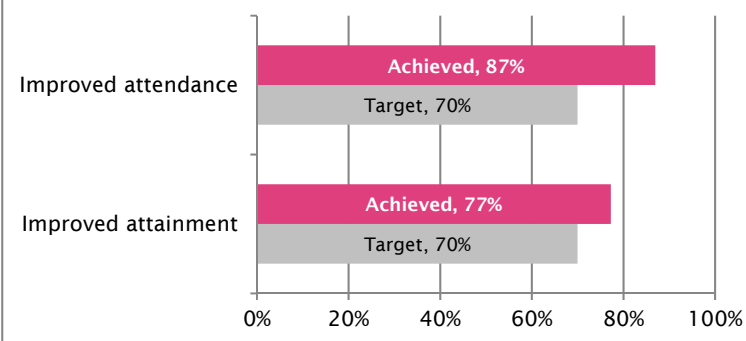 Improved attendance
Achieved, 87%
Target, 70%
Improved attainment
Achieved, 77%
Target, 70%
0% 20% 40% 60% 80% 100%